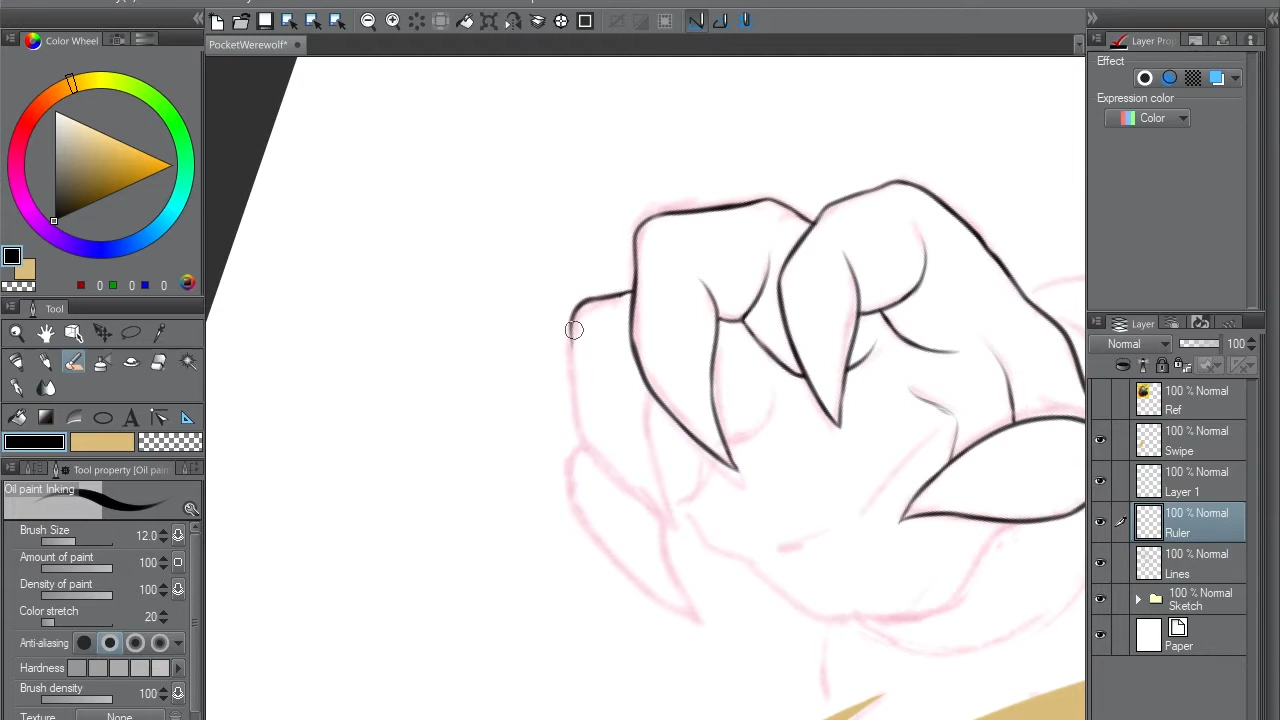 PocketWerewolf*
Color Wheel
Layer Prop
Effect
Expression color
Color
0 0 0
Tool
Layer
Normal 100
100 % Normal
Ref
100 % Normal
Swipe
100 % Normal
Layer 1
100 % Normal
Ruler
100 % Normal
Lines
100 % Normal
Sketch
Paper
Tool property [Oil pain
Oil paint Inking
Brush Size 12.0
Amount of paint 100
Density of paint 100
Color stretch 20
Anti-aliasing
Hardness
Brush density 100
Texture None